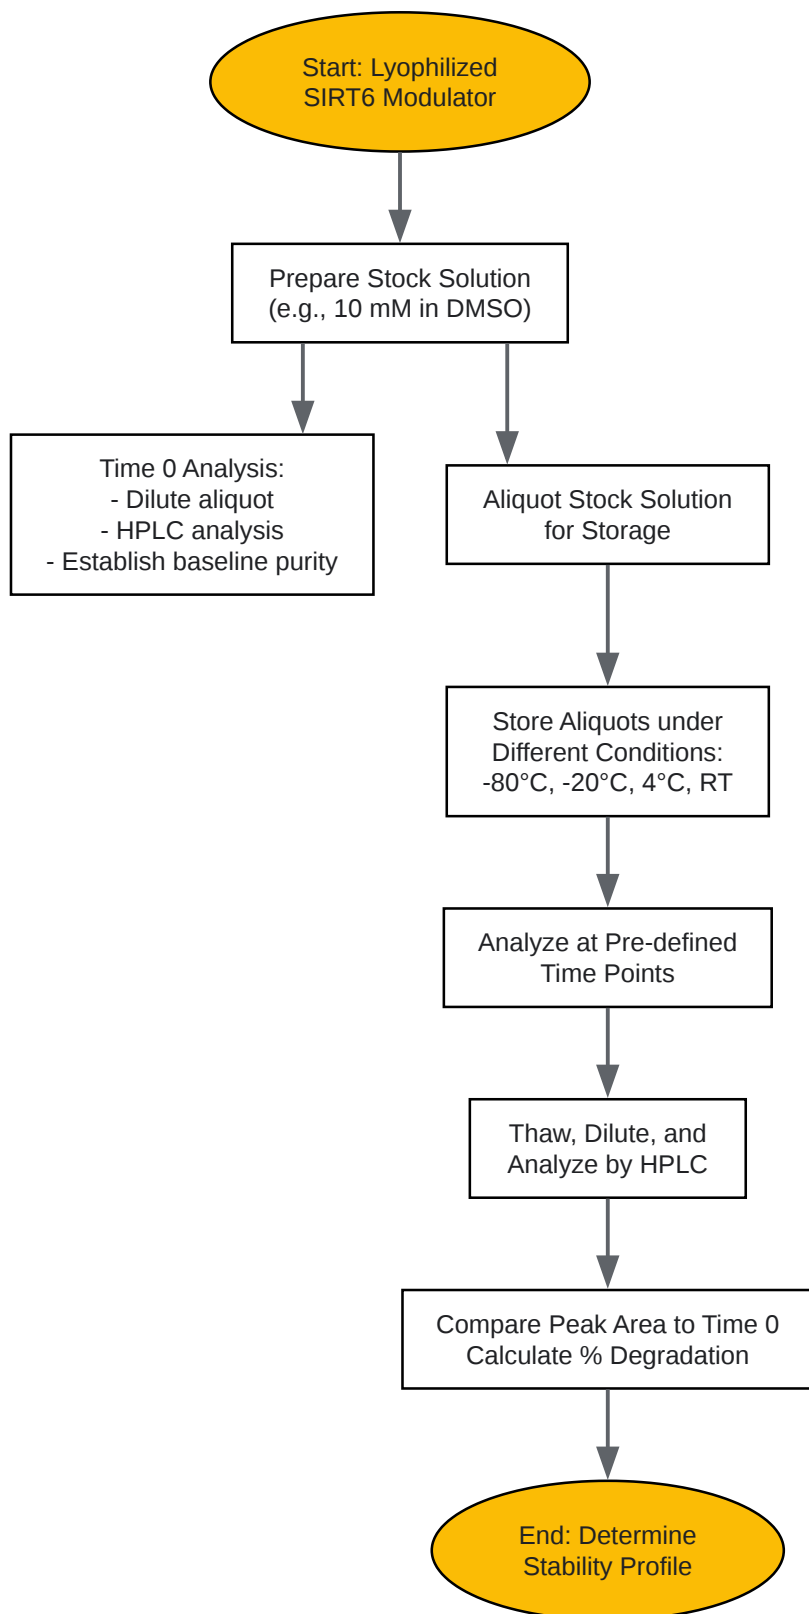 Start: Lyophilized
SIRT6 Modulator
Prepare Stock Solution
(e.g., 10 mM in DMSO)
Time 0 Analysis:
- Dilute aliquot
- HPLC analysis
- Establish baseline purity
Aliquot Stock Solution
for Storage
Store Aliquots under
Different Conditions:
-80°C, -20°C, 4°C, RT
Analyze at Pre-defined
Time Points
Thaw, Dilute, and
Analyze by HPLC
Compare Peak Area to Time 0
Calculate % Degradation
End: Determine
Stability Profile